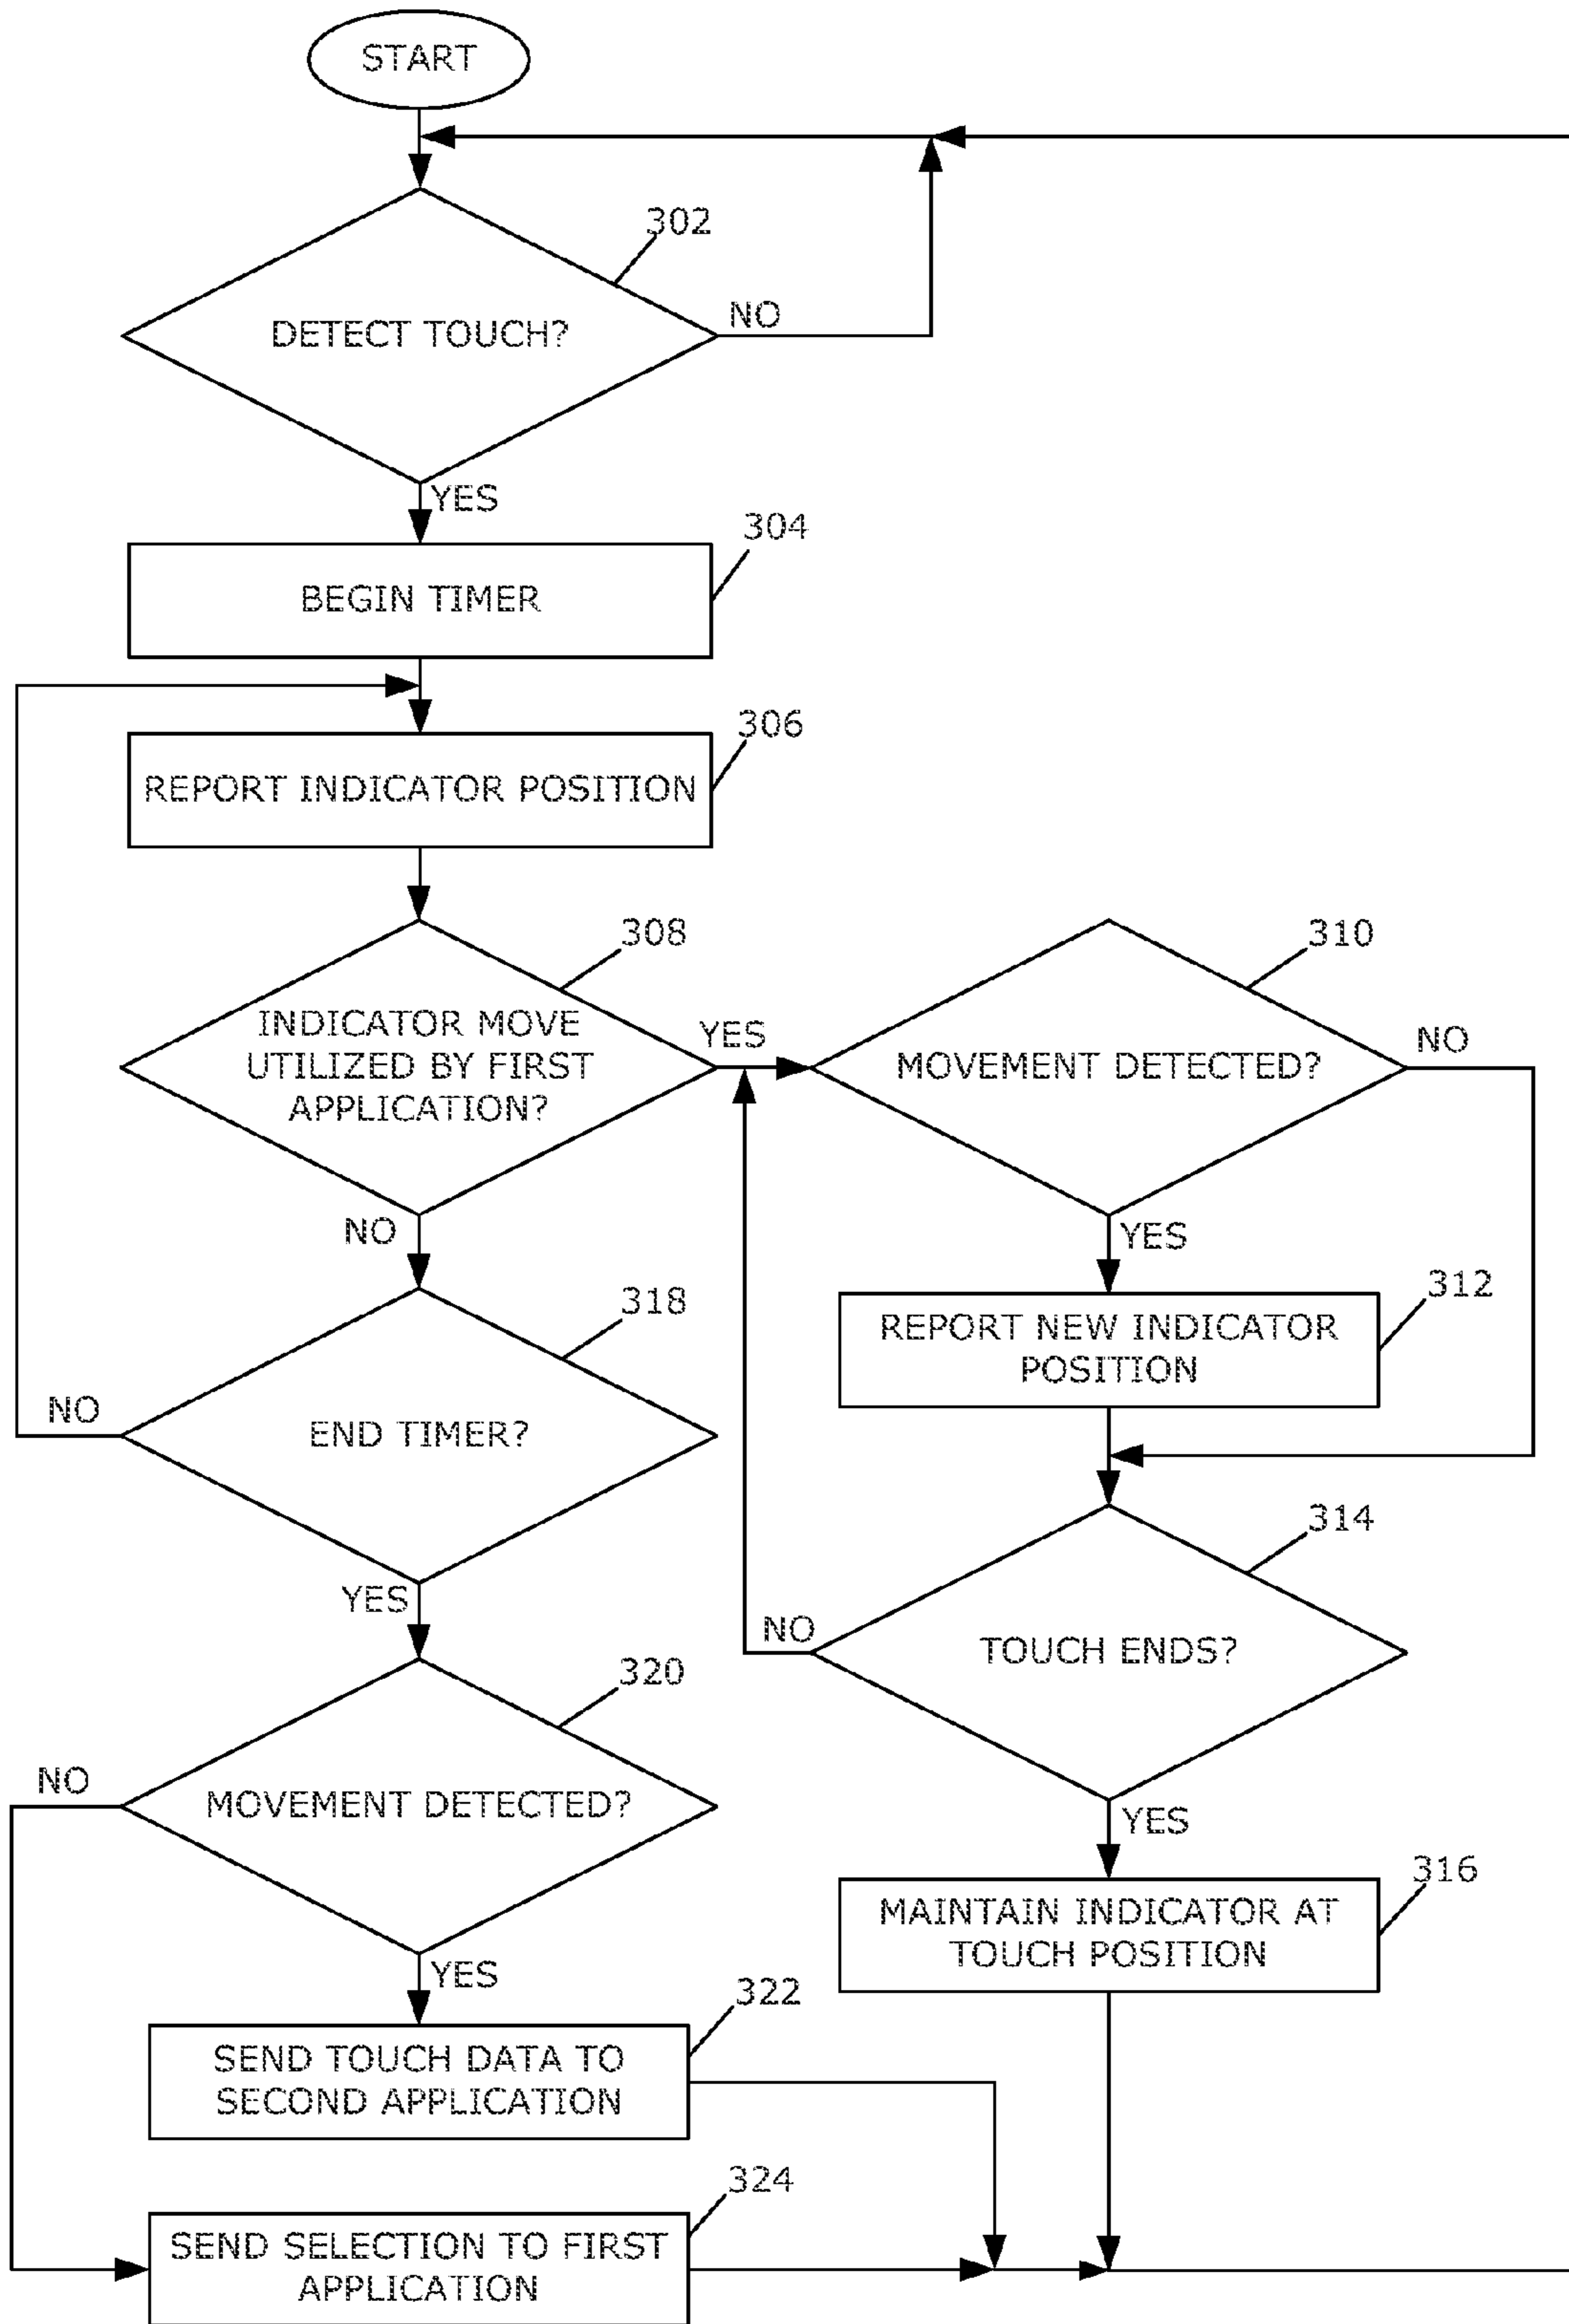 START
302
DETECT TOUCH?
NO
YES
304
BEGIN TIMER
306
REPORT INDICATOR POSITION
308
INDICATOR MOVE
UTILIZED BY FIRST
APPLICATION?
YES
NO
310
MOVEMENT DETECTED?
NO
YES
312
REPORT NEW INDICATOR
POSITION
314
TOUCH ENDS?
NO
YES
316
MAINTAIN INDICATOR AT
TOUCH POSITION
318
END TIMER?
NO
YES
320
MOVEMENT DETECTED?
NO
YES
322
SEND TOUCH DATA TO
SECOND APPLICATION
324
SEND SELECTION TO FIRST
APPLICATION